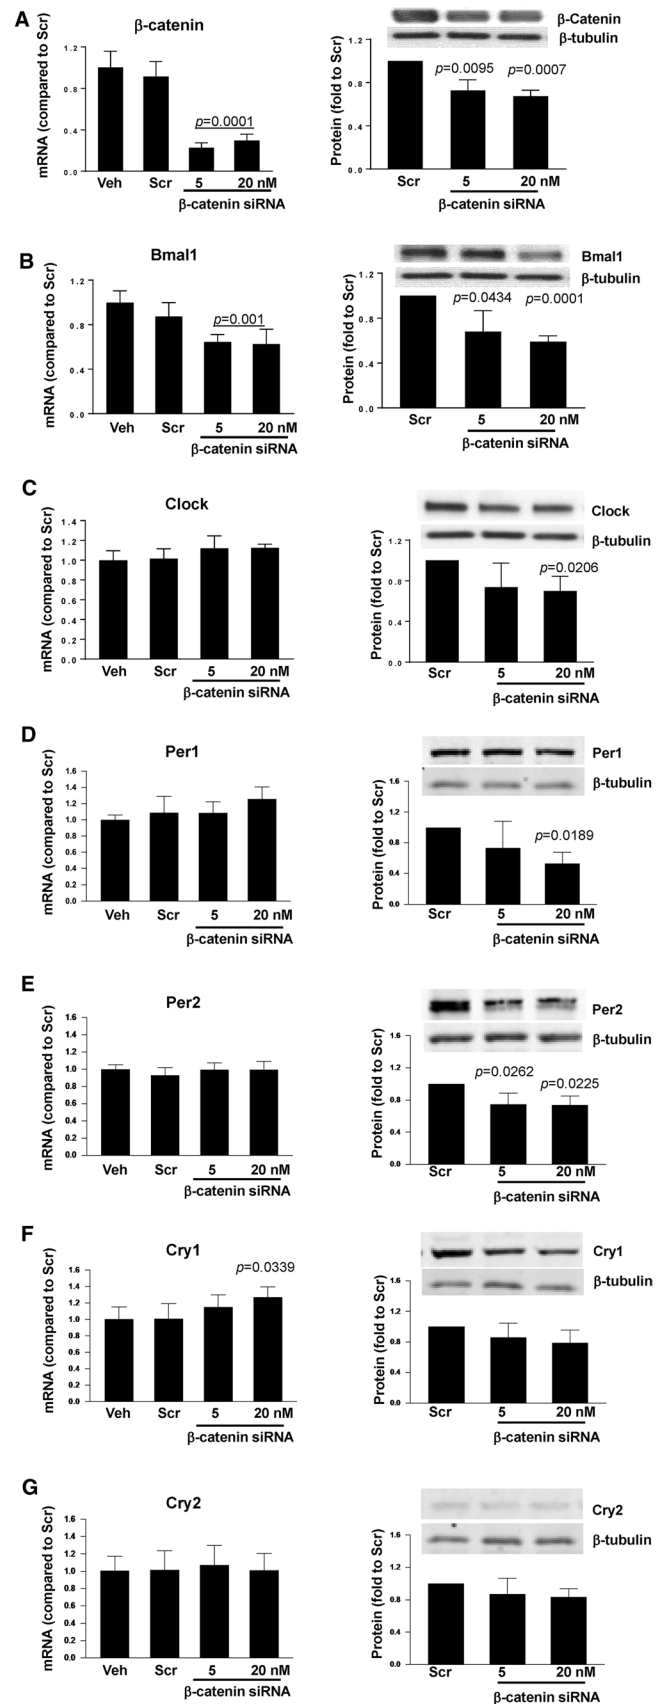 A
β-catenin
mRNA (compared to Scr)
1.2
0.8
0.4
0.0
p=0.0001
Veh Scr 5 20 nM
β-catenin siRNA
β-Catenin
β-tubulin
Protein (fold to Scr)
1.2
0.8
0.4
0.0
p=0.0095 p=0.0007
Scr 5 20 nM
β-catenin siRNA
B
Bmal1
mRNA (compared to Scr)
1.2
0.8
0.4
0.0
p=0.001
Veh Scr 5 20 nM
β-catenin siRNA
Bmal1
β-tubulin
Protein (fold to Scr)
1.2
0.8
0.4
0.0
p=0.0434 p=0.0001
Scr 5 20 nM
β-catenin siRNA
C
Clock
mRNA (compared to Scr)
1.4
1.2
1.0
0.8
0.6
0.4
0.2
0.0
Veh Scr 5 20 nM
β-catenin siRNA
Clock
β-tubulin
Protein (fold to Scr)
1.2
0.8
0.4
0.0
p=0.0206
Scr 5 20 nM
β-catenin siRNA
D
Per1
mRNA (compared to Scr)
1.6
1.4
1.2
1.0
0.8
0.6
0.4
0.2
0.0
Veh Scr 5 20 nM
β-catenin siRNA
Per1
β-tubulin
Protein (fold to Scr)
1.6
1.2
0.8
0.4
0.0
p=0.0189
Scr 5 20 nM
β-catenin siRNA
E
Per2
mRNA (compared to Scr)
1.6
1.4
1.2
1.0
0.8
0.6
0.4
0.2
0.0
Veh Scr 5 20 nM
β-catenin siRNA
Per2
β-tubulin
Protein (fold to Scr)
1.6
1.2
0.8
0.4
0.0
p=0.0262 p=0.0225
Scr 5 20 nM
β-catenin siRNA
F
Cry1
mRNA (compared to Scr)
1.6
1.4
1.2
1.0
0.8
0.6
0.4
0.2
0.0
p=0.0339
Veh Scr 5 20 nM
β-catenin siRNA
Cry1
β-tubulin
Protein (fold to Scr)
1.6
1.2
0.8
0.4
0.0
Scr 5 20 nM
β-catenin siRNA
G
Cry2
mRNA (compared to Scr)
1.6
1.4
1.2
1.0
0.8
0.6
0.4
0.2
0.0
Veh Scr 5 20 nM
β-catenin siRNA
Cry2
β-tubulin
Protein (fold to Scr)
1.6
1.2
0.8
0.4
0.0
Scr 5 20 nM
β-catenin siRNA